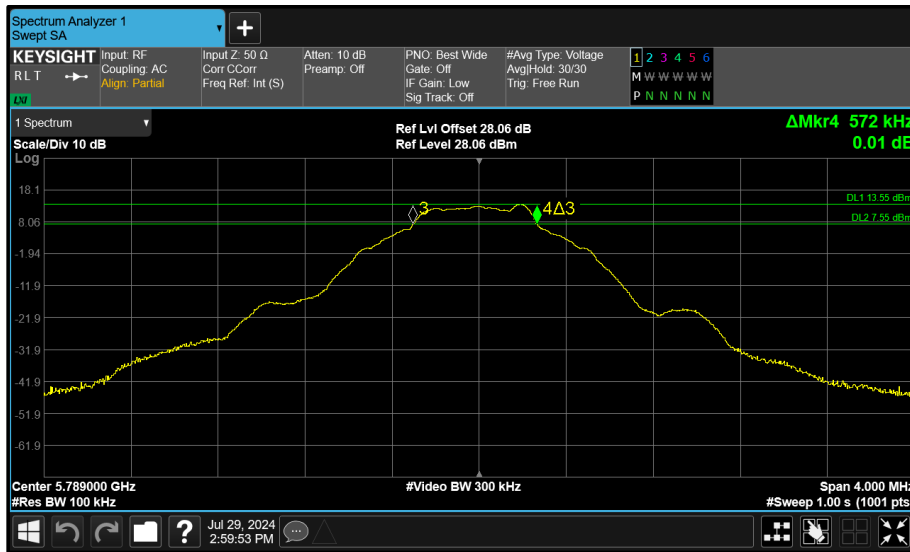 Spectrum Analyzer 1
Swept SA
KEYSIGHT
RLT
LXI
Input: RF
Coupling: AC
Align: Partial
Input Z: 50 Ω
Corr CCorr
Freq Ref: Int (S)
Atten: 10 dB
Preamp: Off
PNO: Best Wide
Gate: Off
IF Gain: Low
Sig Track: Off
#Avg Type: Voltage
Avg|Hold: 30/30
Trig: Free Run
1 2 3 4 5 6
M W W W W W
P N N N N N
1 Spectrum
Scale/Div 10 dB
Log
Ref Lvl Offset 28.06 dB
Ref Level 28.06 dBm
ΔMkr4 572 kHz
0.01 dB
18.1
8.06
-1.94
-11.9
-21.9
-31.9
-41.9
-51.9
-61.9
3
4Δ3
DL1 13.55 dBm
DL2 7.55 dBm
Center 5.789000 GHz
#Res BW 100 kHz
#Video BW 300 kHz
Span 4.000 MHz
#Sweep 1.00 s (1001 pts
?
Jul 29, 2024
2:59:53 PM